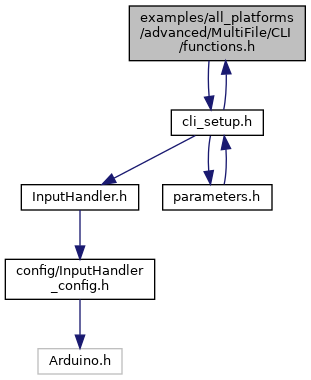 examples/all_platforms
/advanced/MultiFile/CLI
/functions.h
cli_setup.h
InputHandler.h
parameters.h
config/InputHandler
_config.h
Arduino.h